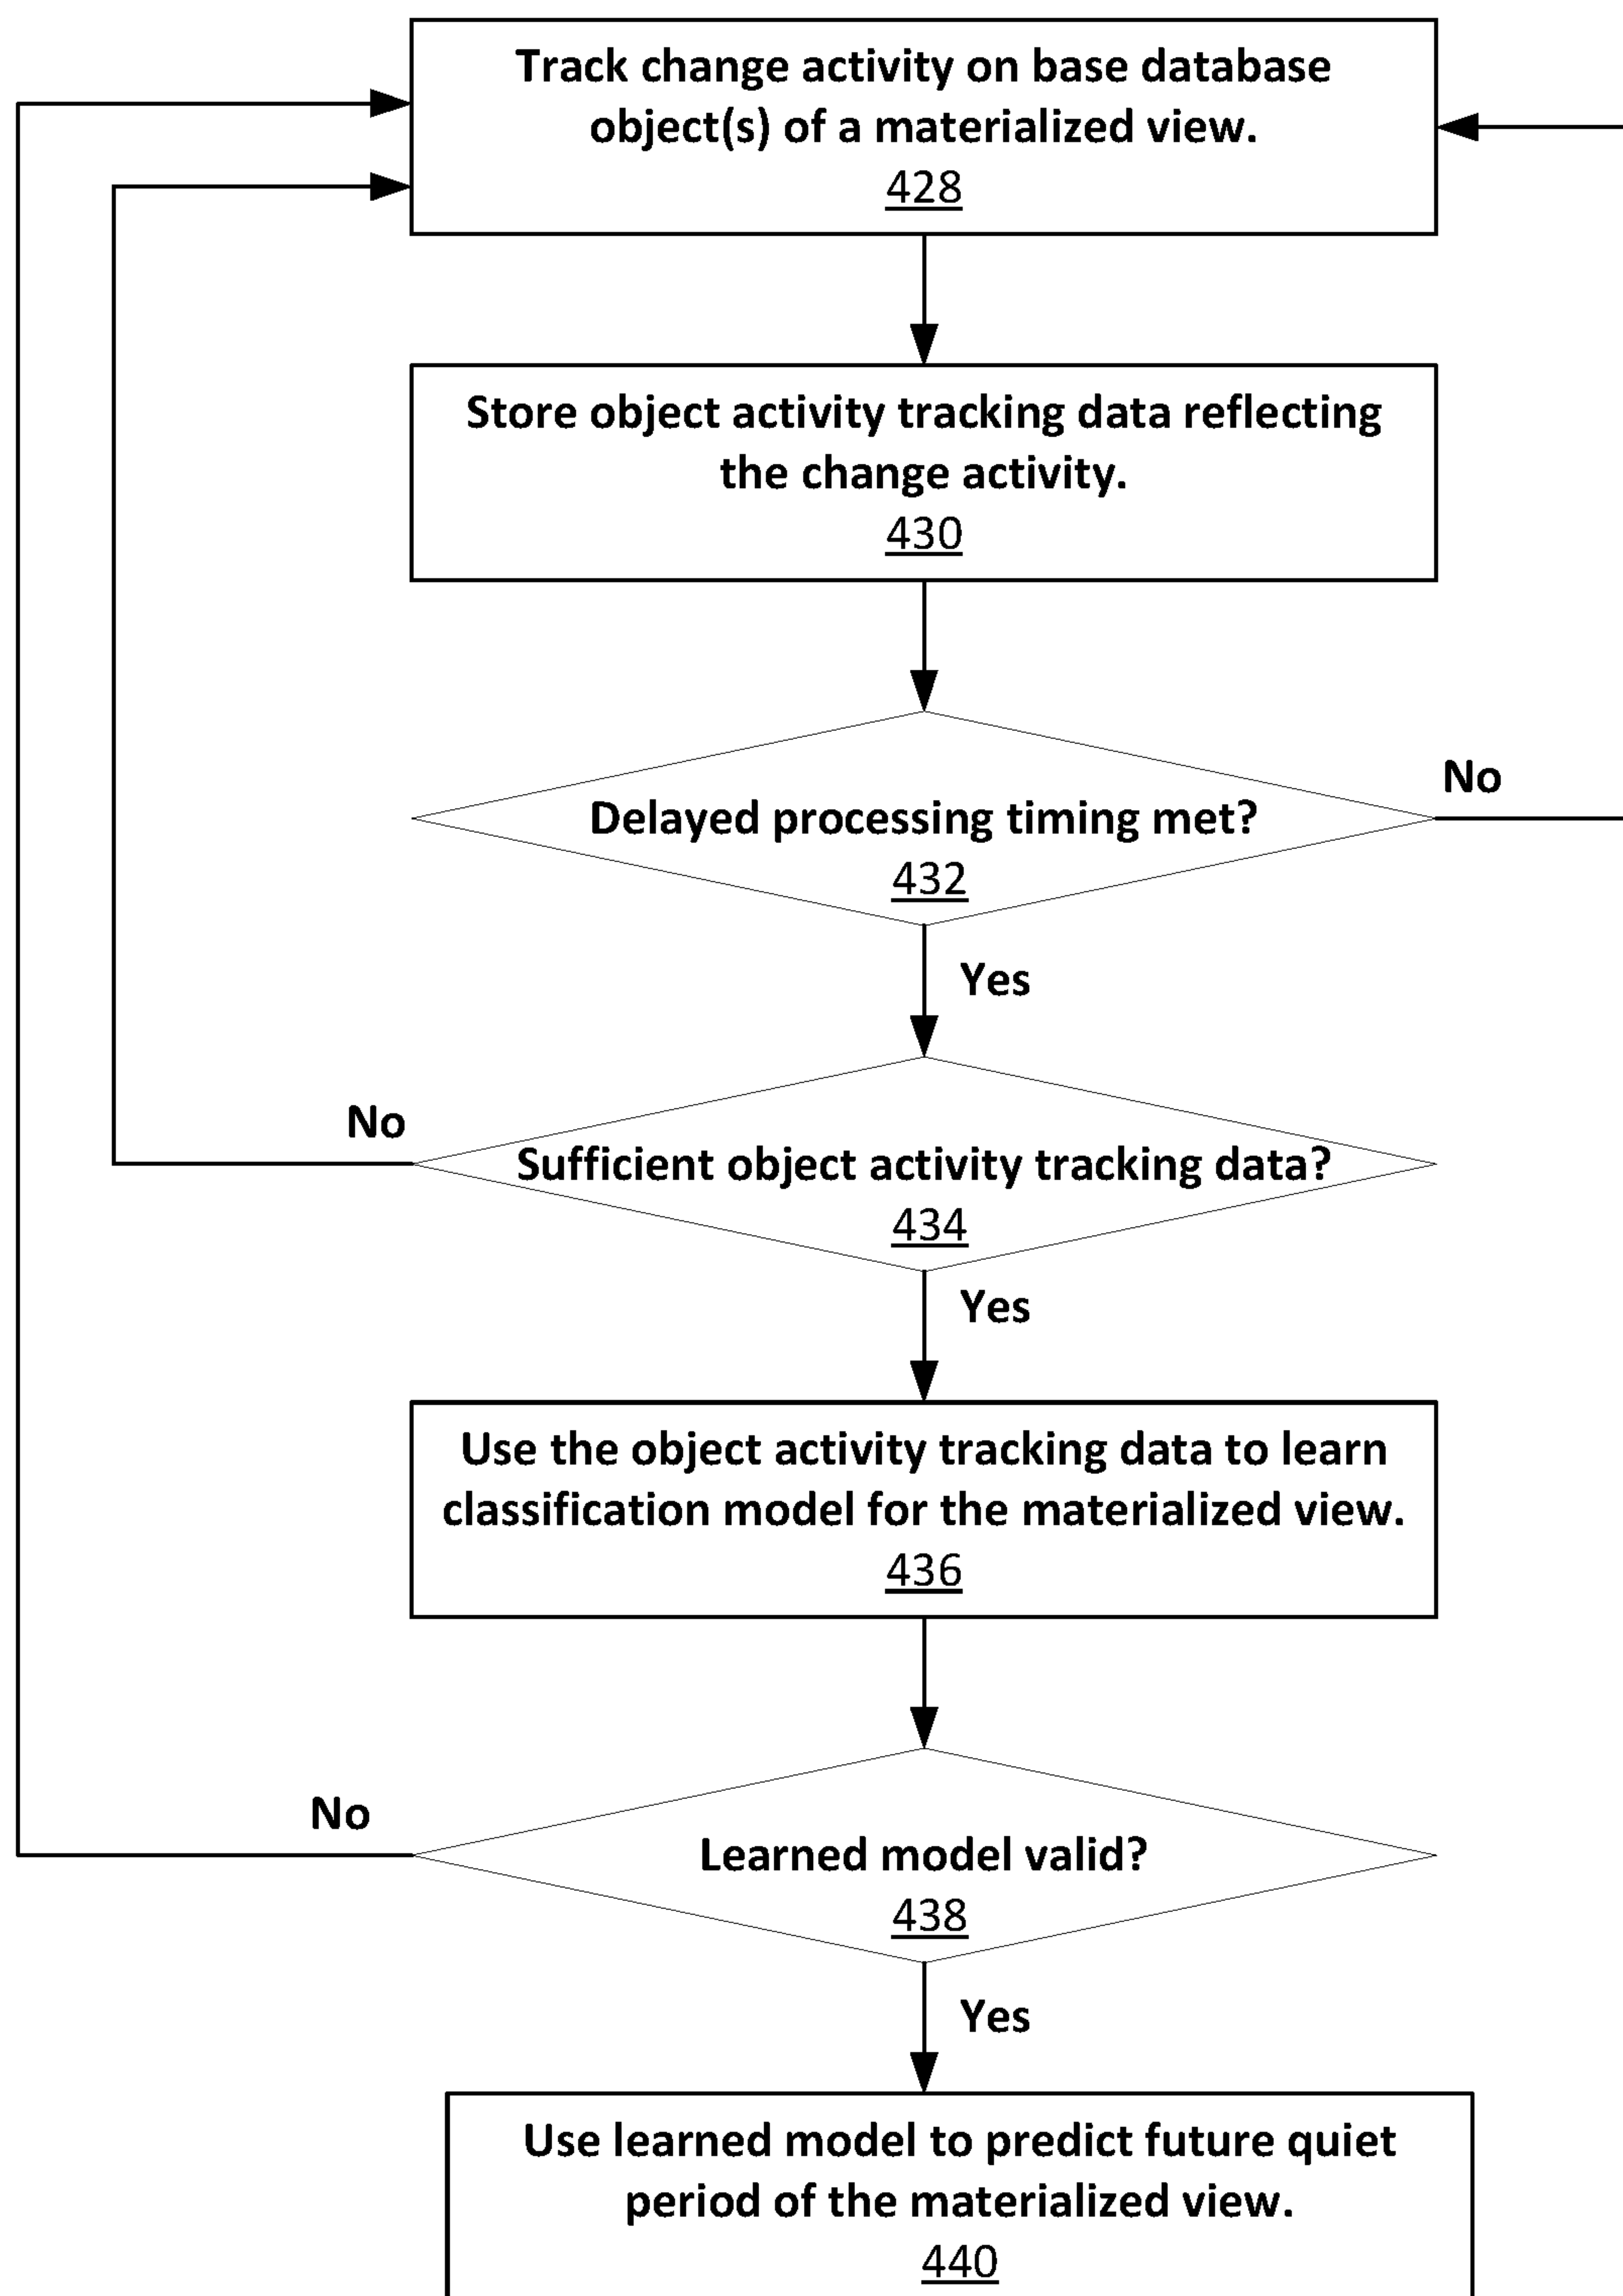 Track change activity on base database
object(s) of a materialized view.
428
Store object activity tracking data reflecting
the change activity.
430
No
Delayed processing timing met?
432
Yes
No
Sufficient object activity tracking data?
434
Yes
Use the object activity tracking data to learn
classification model for the materialized view.
436
No
Learned model valid?
438
Yes
Use learned model to predict future quiet
period of the materialized view.
440